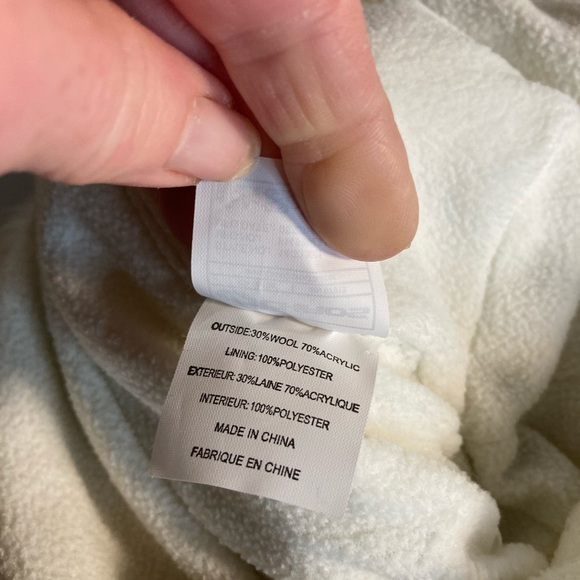 OUTSIDE:30%WOOL 70%ACRYLIC
LINING:100%POLYESTER
EXTERIEUR:30%LAINE 70%ACRYLIQUE
INTERIEUR:100%POLYESTER
MADE IN CHINA
FABRIQUE EN CHINE